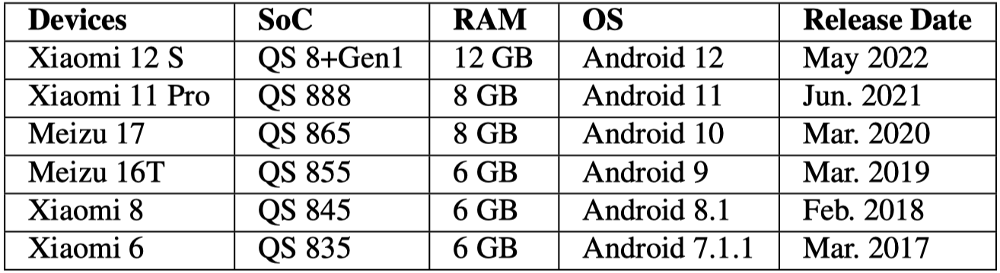 Devices SoC RAM OS Release Date
Xiaomi 12 S QS 8+Gen1 12 GB Android 12 May 2022
Xiaomi 11 Pro QS 888 8 GB Android 11 Jun. 2021
Meizu 17 QS 865 8 GB Android 10 Mar. 2020
Meizu 16T QS 855 6 GB Android 9 Mar. 2019
Xiaomi 8 QS 845 6 GB Android 8.1 Feb. 2018
Xiaomi 6 QS 835 6 GB Android 7.1.1 Mar. 2017